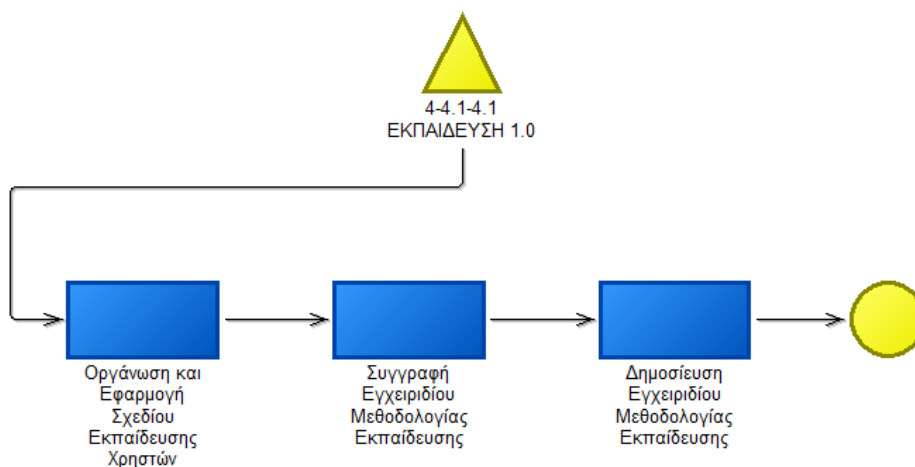 4-4.1-4.1
ΕΚΠΑΙΔΕΥΣΗ 1.0
Οργάνωση και
Εφαρμογή
Σχεδίου
Εκπαίδευσης
Χρηστών
Συγγραφή
Εγχειριδίου
Μεθοδολογίας
Εκπαίδευσης
Δημοσίευση
Εγχειριδίου
Μεθοδολογίας
Εκπαίδευσης